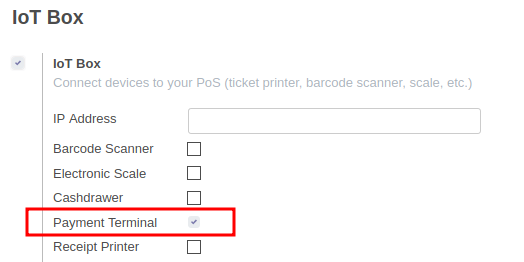 IoT Box
IoT Box
Connect devices to your PoS (ticket printer, barcode scanner, scale, etc.)
IP Address
Barcode Scanner
Electronic Scale
Cashdrawer
Payment Terminal
Receipt Printer